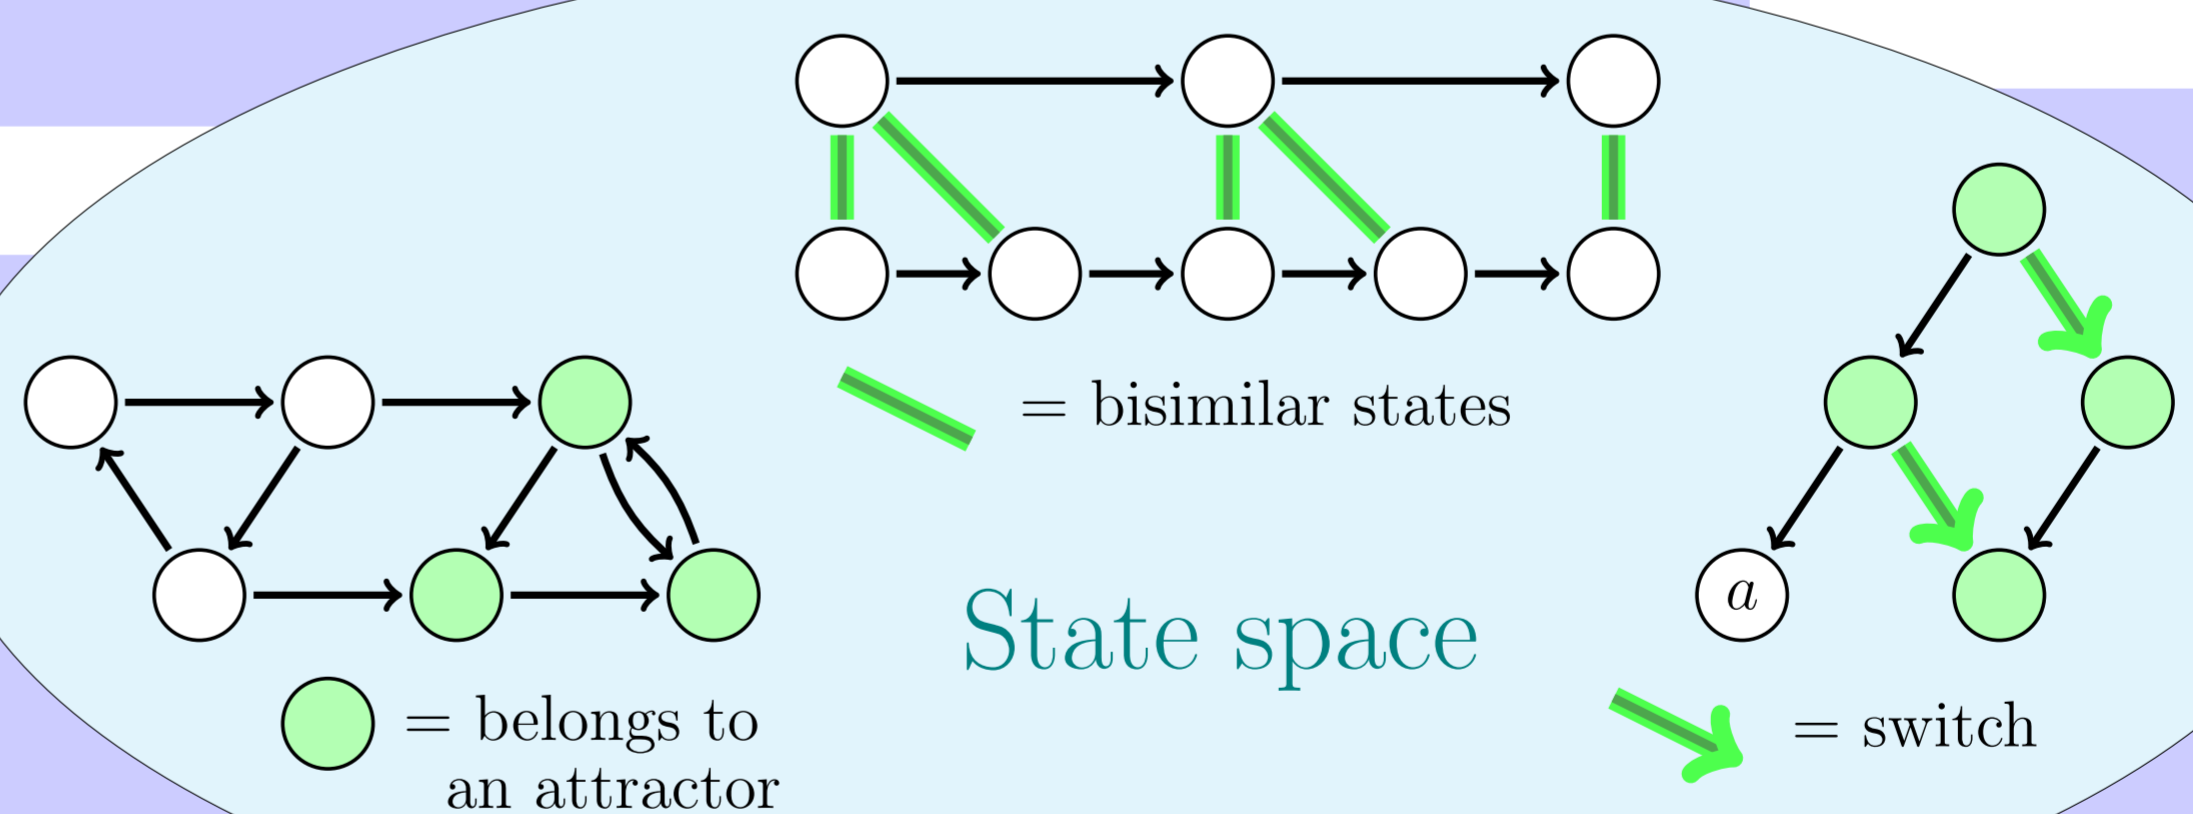 = bisimilar states
a
State space
= belongs to
an attractor
= switch